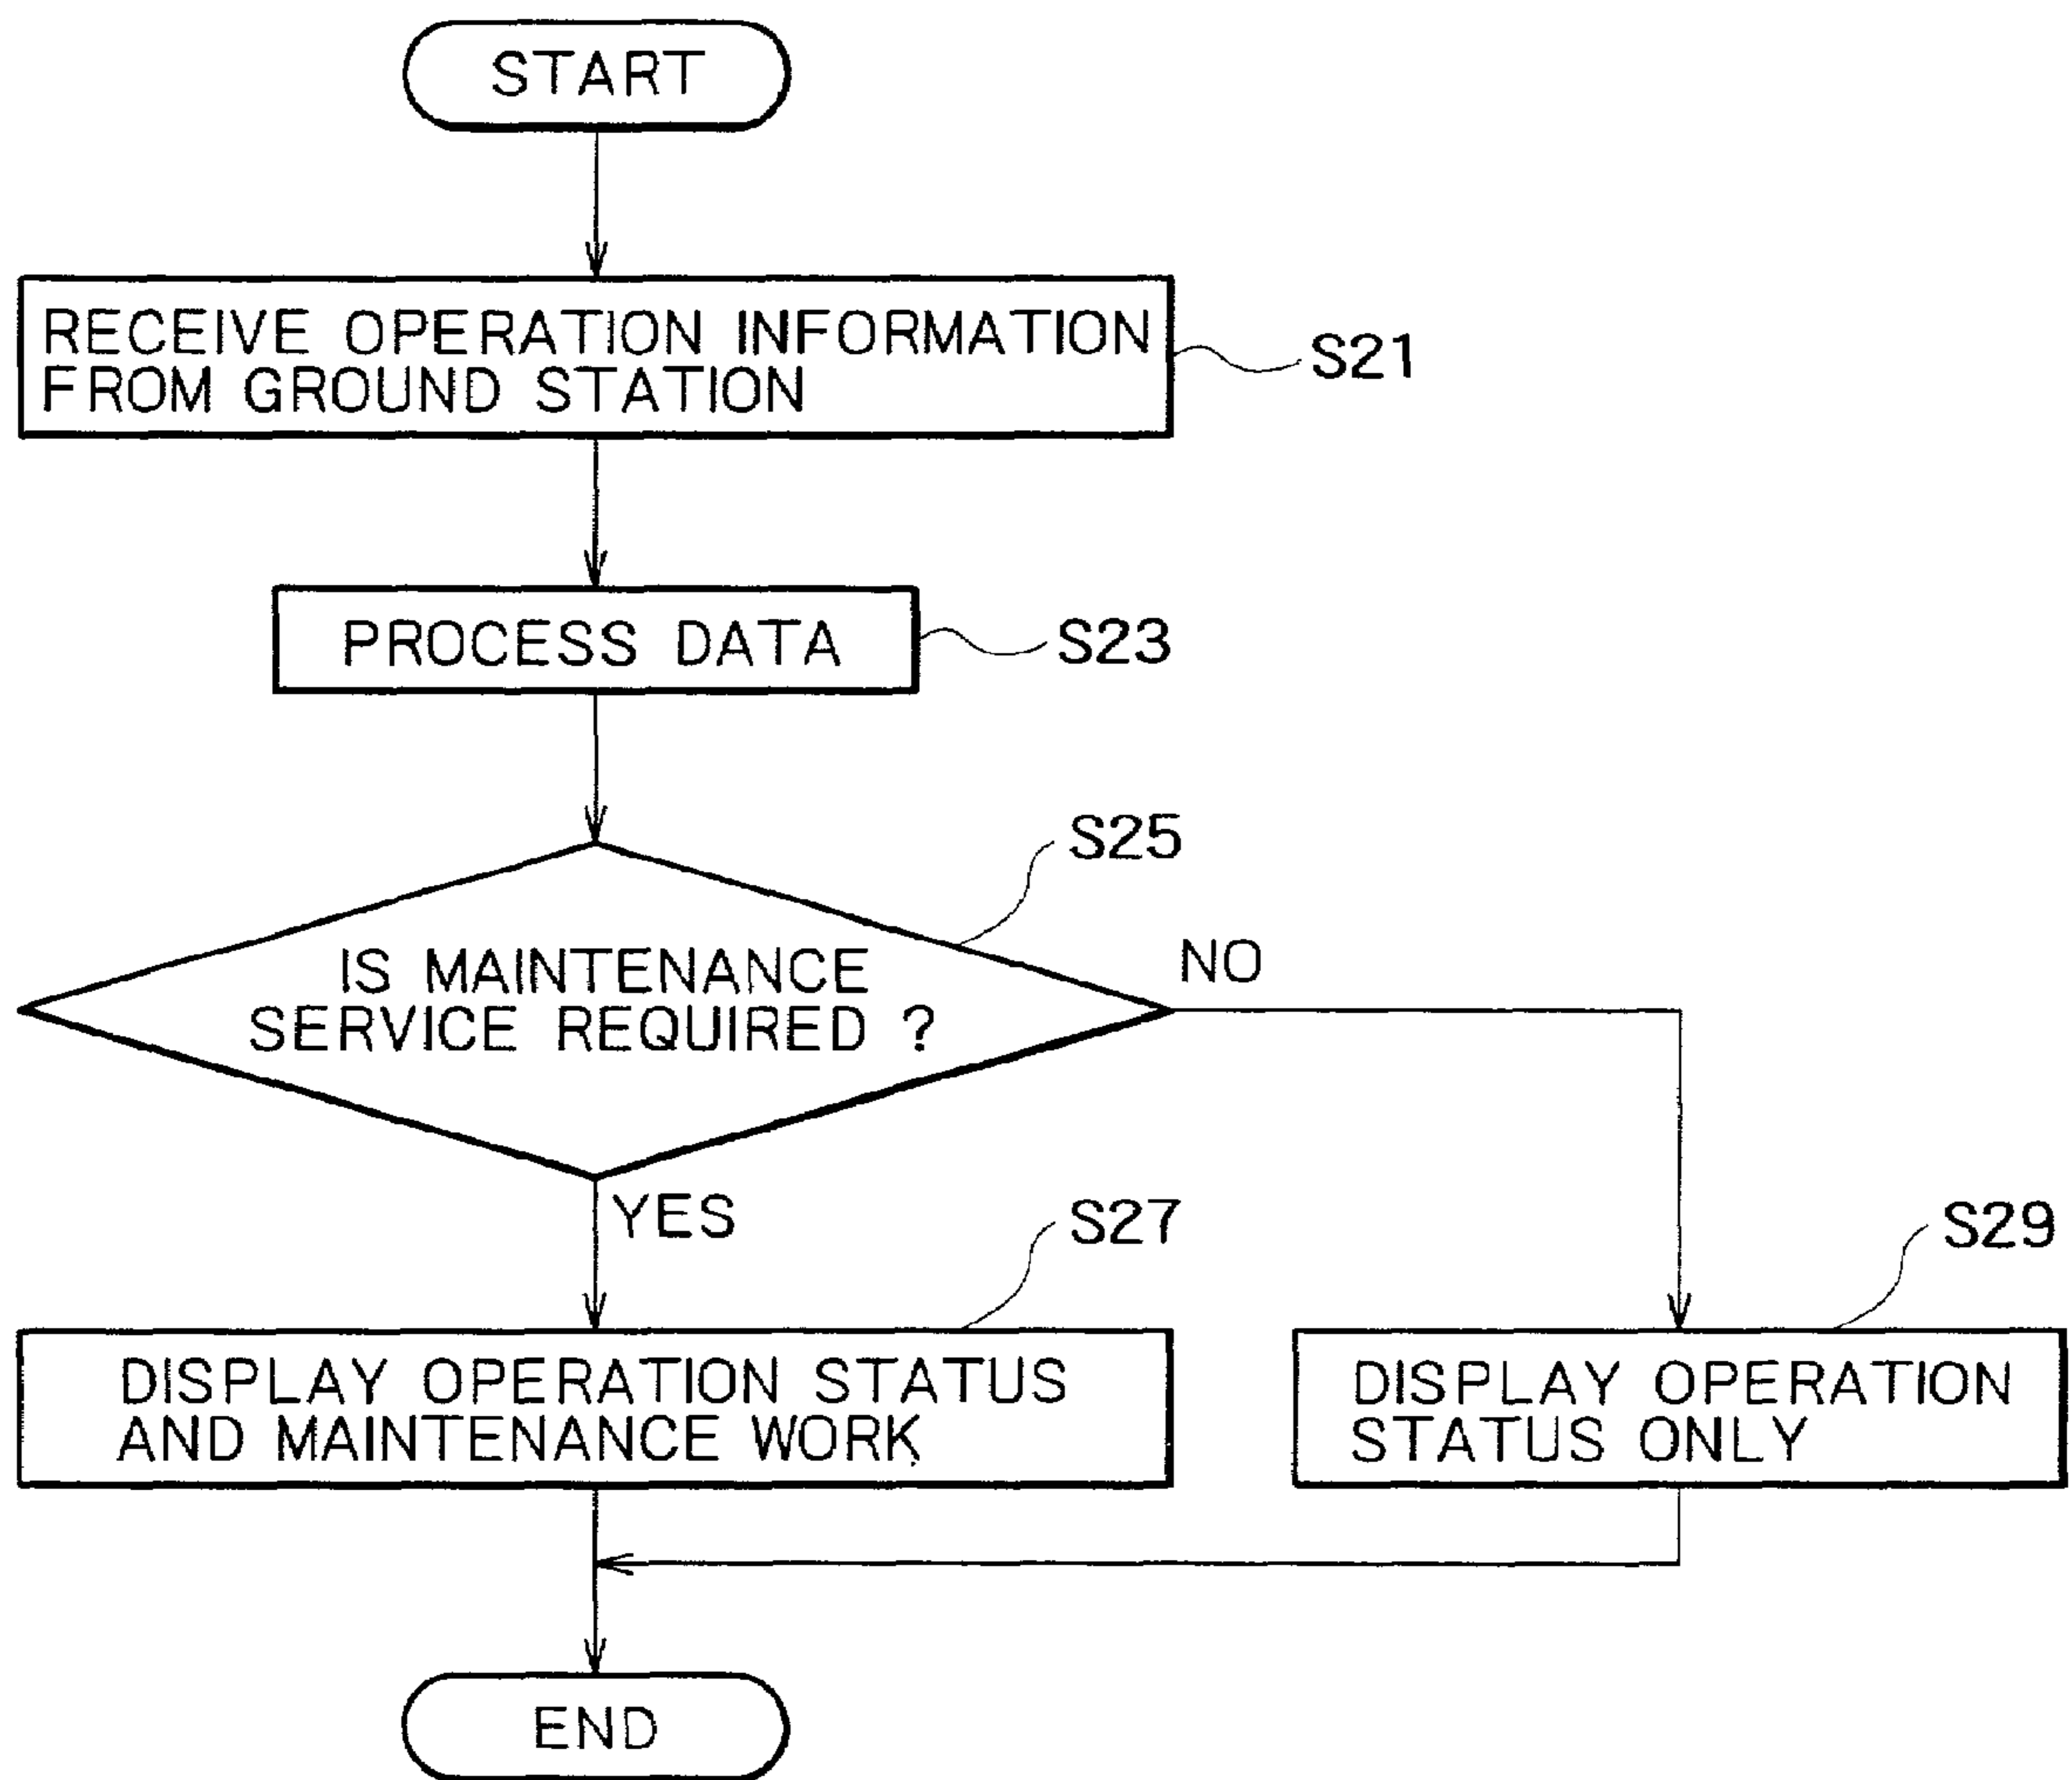 START
RECEIVE OPERATION INFORMATION
FROM GROUND STATION
S21
PROCESS DATA
S23
S25
IS MAINTENANCE
SERVICE REQUIRED ?
NO
YES
S27
S29
DISPLAY OPERATION STATUS
AND MAINTENANCE WORK
DISPLAY OPERATION
STATUS ONLY
END